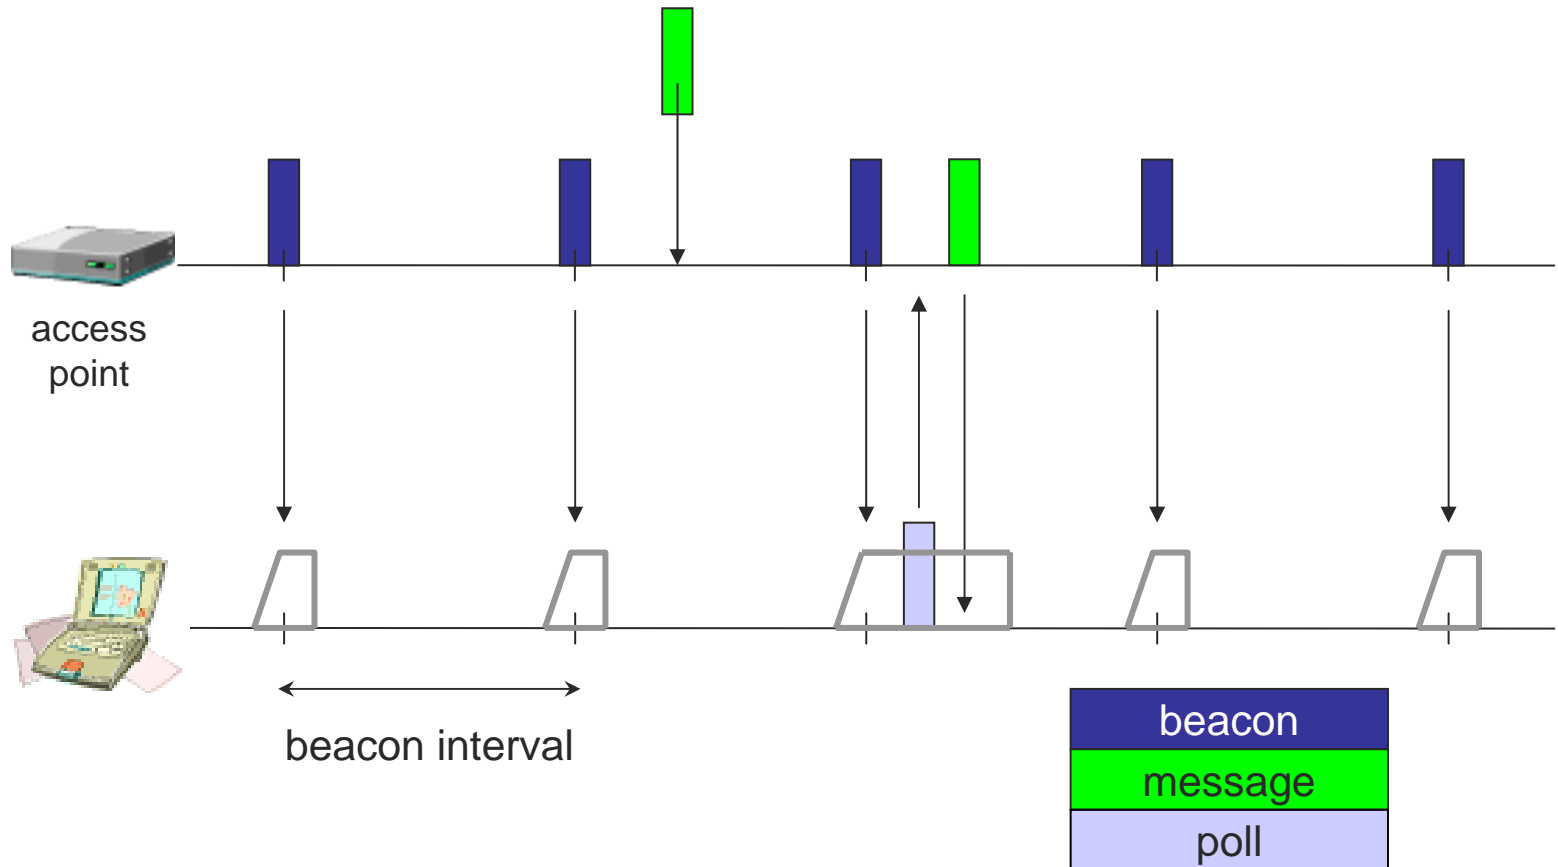 access
point
beacon interval
beacon
message
poll